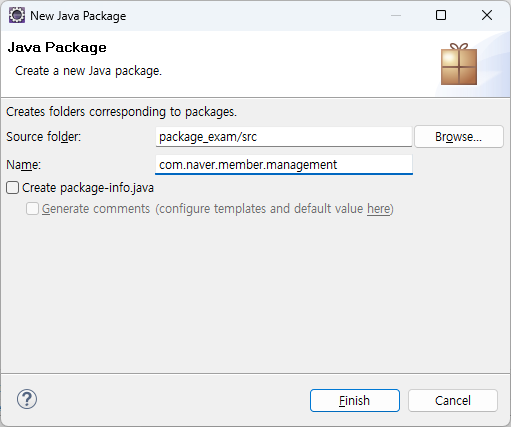 New Java Package
Java Package
Create a new Java package.
Creates folders corresponding to packages.
Source folder: package_exam/src Browse...
Name: com.naver.member.management
Create package-info.java
Generate comments (configure templates and default value here)
? Finish Cancel